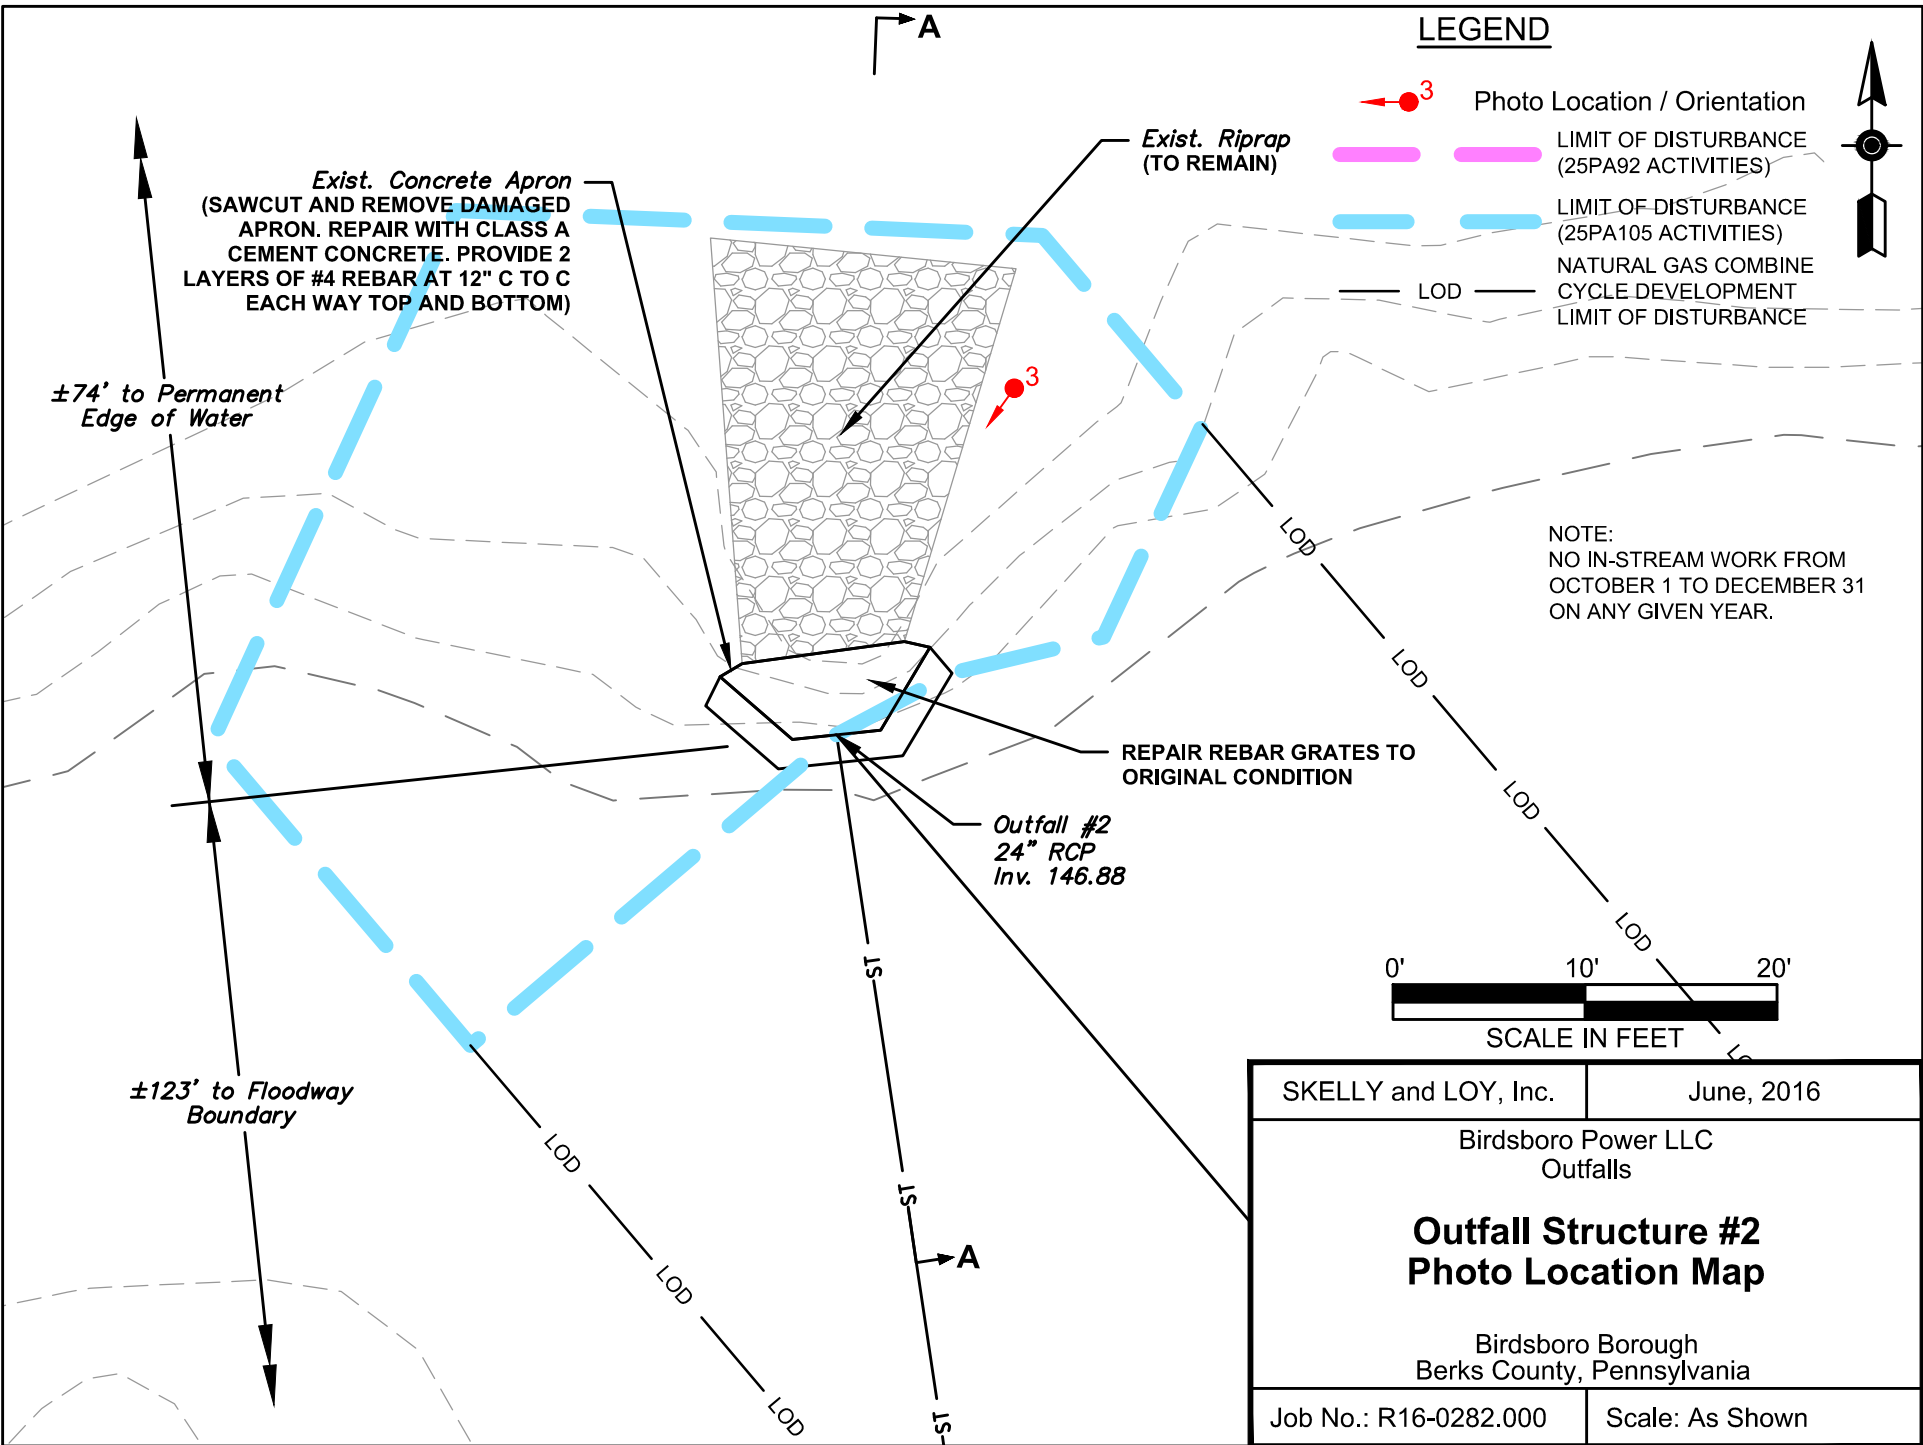 A
LEGEND
3
Photo Location / Orientation
LIMIT OF DISTURBANCE
(25PA92 ACTIVITIES)
LIMIT OF DISTURBANCE
(25PA105 ACTIVITIES)
LOD
NATURAL GAS COMBINE
CYCLE DEVELOPMENT
LIMIT OF DISTURBANCE
Exist. Riprap
(TO REMAIN)
Exist. Concrete Apron
(SAWCUT AND REMOVE DAMAGED
APRON. REPAIR WITH CLASS A
CEMENT CONCRETE. PROVIDE 2
LAYERS OF #4 REBAR AT 12" C TO C
EACH WAY TOP AND BOTTOM)
±74' to Permanent
Edge of Water
3
NOTE:
NO IN-STREAM WORK FROM
OCTOBER 1 TO DECEMBER 31
ON ANY GIVEN YEAR.
LOD
LOD
LOD
LOD
REPAIR REBAR GRATES TO
ORIGINAL CONDITION
Outfall #2
24" RCP
Inv. 146.88
ST
ST
ST
A
±123' to Floodway
Boundary
LOD
LOD
LOD
0' 10' 20'
SCALE IN FEET
SKELLY and LOY, Inc.
June, 2016
Birdsboro Power LLC
Outfalls
Outfall Structure #2
Photo Location Map
Birdsboro Borough
Berks County, Pennsylvania
Job No.: R16-0282.000
Scale: As Shown